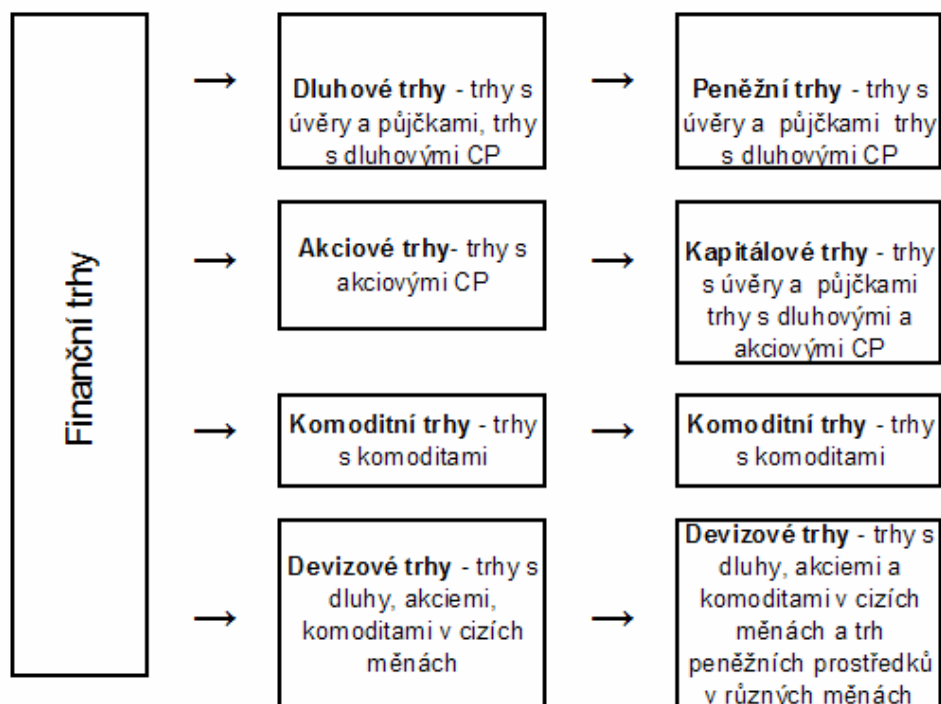 Finanční trhy
Dluhové trhy - trhy s
úvěry a půjčkami, trhy
s dluhovými CP
Peněžní trhy - trhy s
úvěry a půjčkami trhy
s dluhovými CP
Akciové trhy- trhy s
akciovými CP
Kapitálové trhy - trhy
s úvěry a půjčkami
trhy s dluhovými a
akciovými CP
Komoditní trhy - trhy
s komoditami
Komoditní trhy - trhy
s komoditami
Devizové trhy - trhy s
dluhy, akciemi,
komoditami v cizích
měnách
Devizové trhy - trhy s
dluhy, akciemi a
komoditami v cizích
měnách a trh
peněžních prostředků
v různých měnách